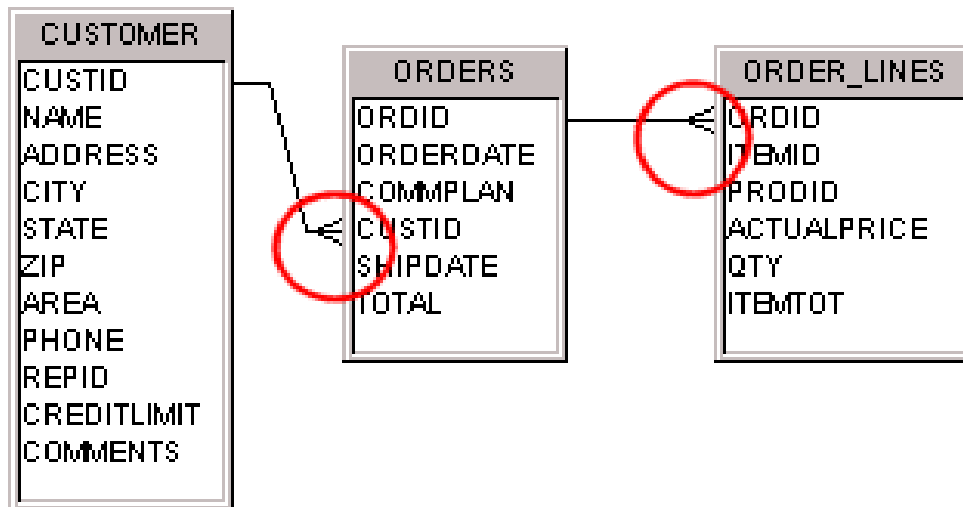 CUSTOMER
CUSTID
NAME
ADDRESS
CITY
STATE
ZIP
AREA
PHONE
REPID
CREDITLIMIT
COMMENTS
ORDERS
ORDID
ORDERDATE
COMMPLAN
CUSTID
SHIPDATE
TOTAL
ORDER_LINES
ORDID
ITEMID
PRODID
ACTUALPRICE
QTY
ITEMTOT